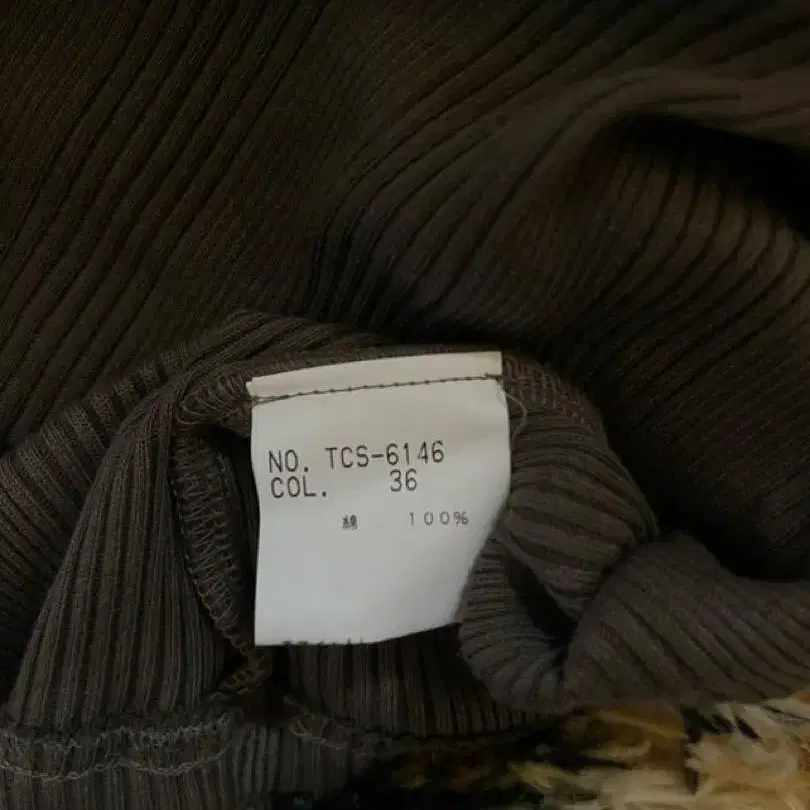 NO. TCS-6146
COL. 36
綿 100%